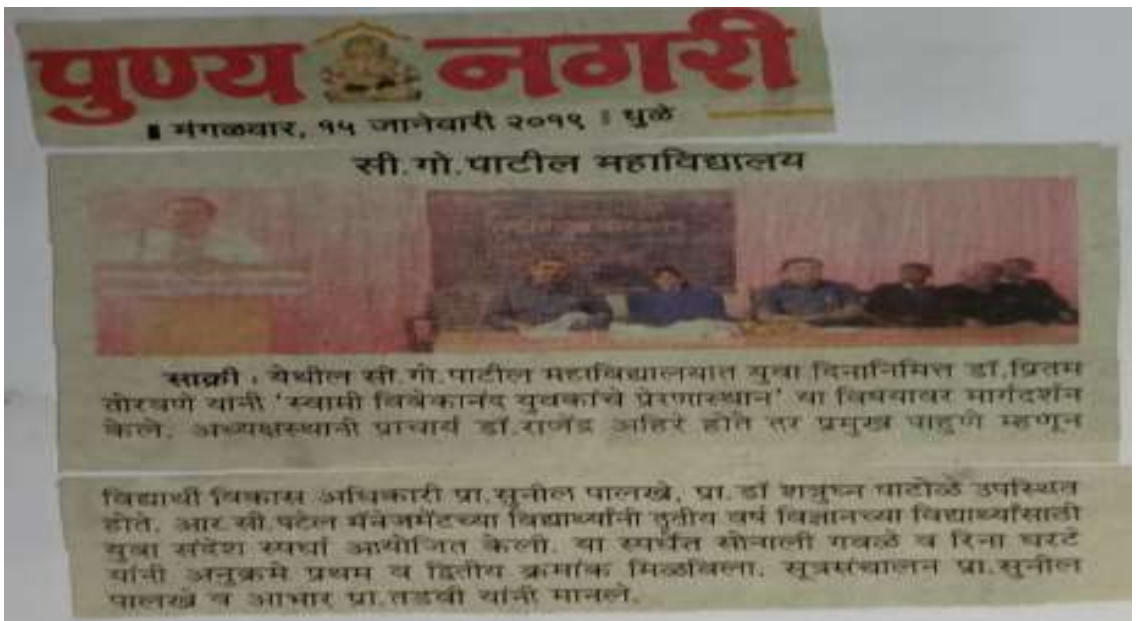 पुण्य नगरी
मंगळवार, १५ जानेवारी २०१९ । धुळे
सी.गो.पाटील महाविद्यालय
साक्री : येथील सी.गो.पाटील महाविद्यालयात युवा दिनानिमित्त डॉ.प्रितम
तोरवणे यांनी 'स्वामी विवेकानंद युवकांचे प्रेरणास्थान' या विषयावर मार्गदर्शन
केले. अध्यक्षस्थानी प्राचार्य डॉ.राजेंद्र अहिरे होते तर प्रमुख पाहुणे म्हणून
विद्यार्थी विकास अधिकारी प्रा.सुनील पालखे, प्रा.डॉ शत्रुघ्न पाटोळे उपस्थित
होते. आर.सी.पटेल मॅनेजमेंटच्या विद्यार्थ्यांनी तृतीय वर्ष विज्ञानच्या विद्यार्थ्यांसाठी
युवा संदेश स्पर्धा आयोजित केली. या स्पर्धेत सोनाली गवळे व रिना घरटे
यांनी अनुक्रमे प्रथम व द्वितीय क्रमांक मिळविला. सूत्रसंचालन प्रा.सुनील
पालखे व आभार प्रा.तडवी यांनी मानले.